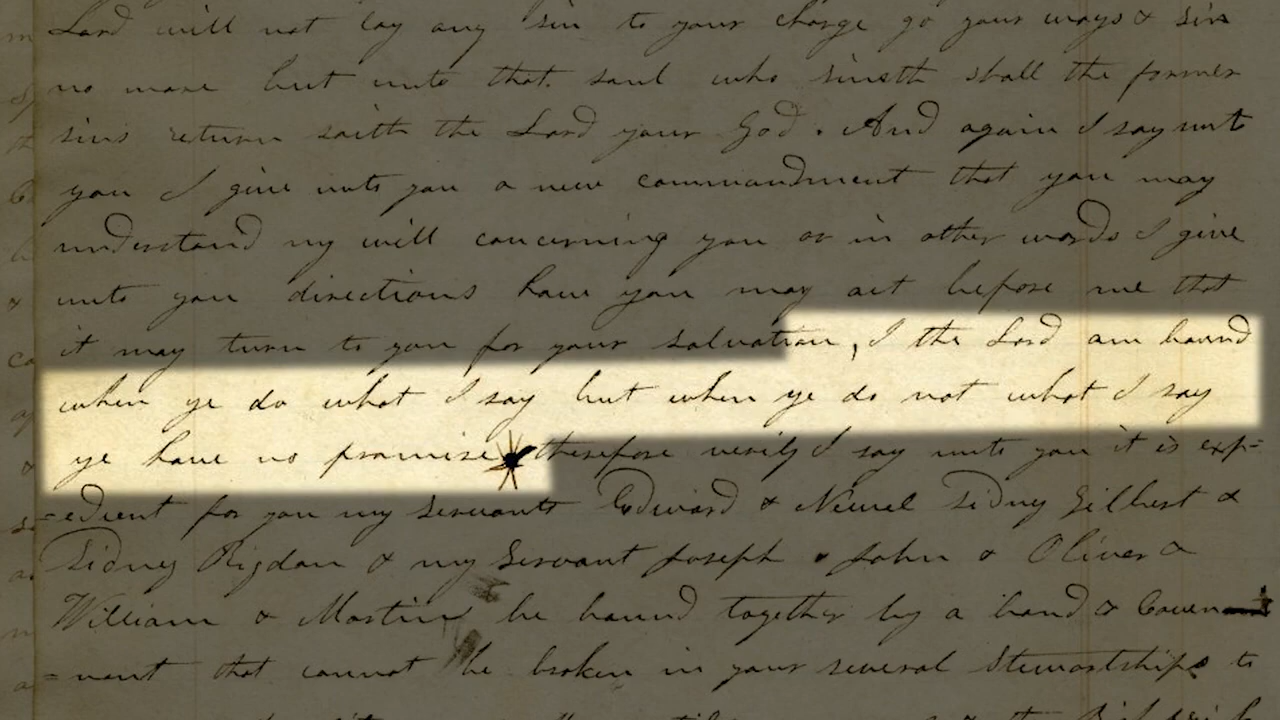 Lord will not lay any sin to your charge go your ways & sin
no more but unto that soul who sineth shall the former
sins return saith the Lord your God. And again I say unto
you I give unto you a new commandment that you may
understand my will concerning you or in other words I give
unto you directions how you may act before me that
it may turn to you for your salvation, I the Lord am bound
when ye do what I say but when ye do not what I say
ye have no promise therefore verily I say unto you it is exp=
=edient for you my servants Edward & Newel Sidney Gilbert &
Sidney Rigdon & my Servant Joseph & John & Oliver &
William & Martin be bound together by a band & Coven
=nant that cannot be broken in your several Stewartships to